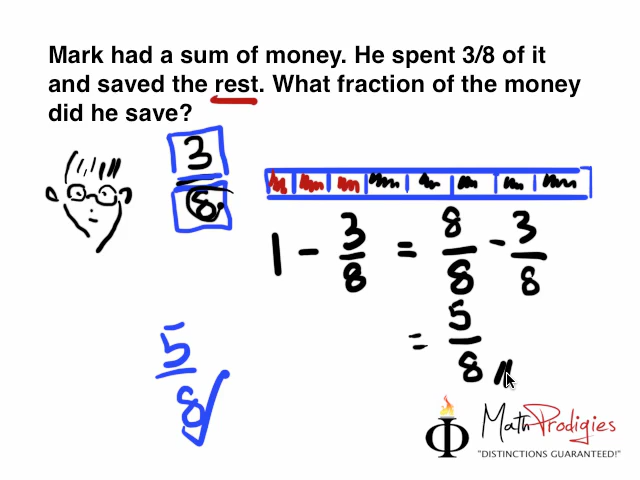 Mark had a sum of money. He spent 3/8 of it
and saved the rest. What fraction of the money
did he save?
3
8
1 - 3/8 = 8/8 - 3/8
= 5/8
5/8
Math Prodigies
"DISTINCTIONS GUARANTEED!"